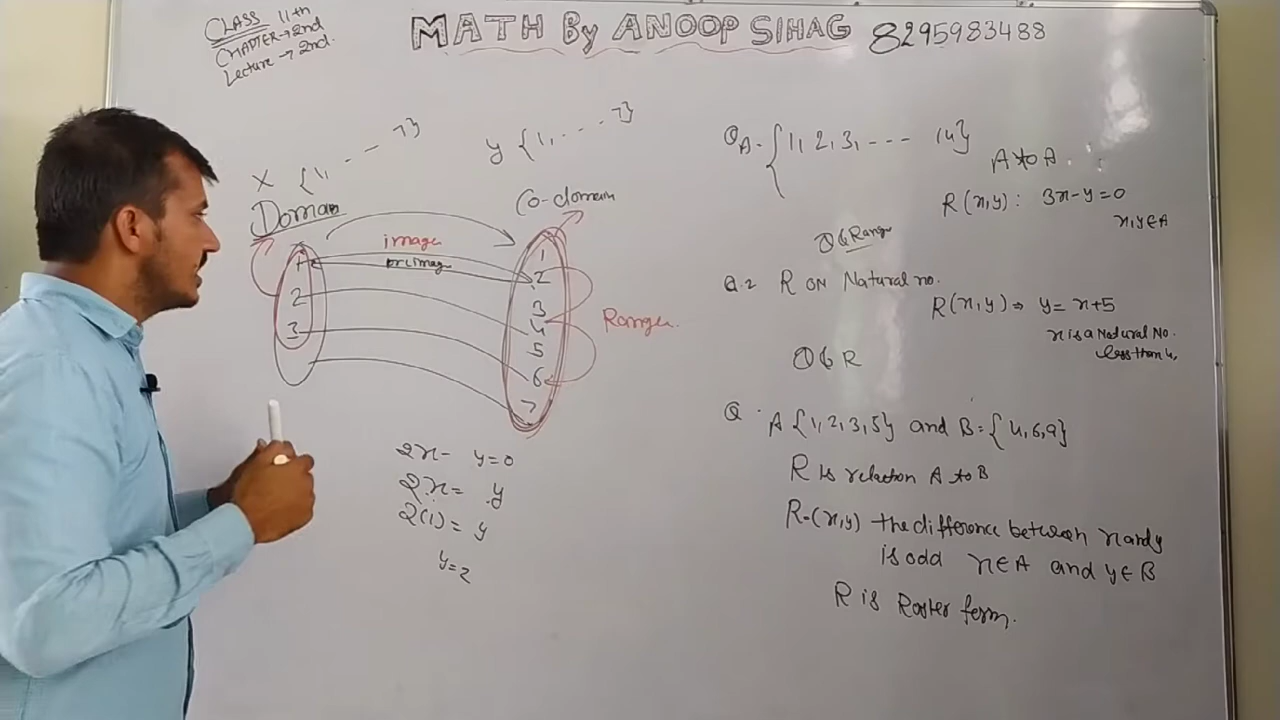 CLASS 11th
CHAPTER → 2nd
Lecture → 2nd.
MATH By ANOOP SIHAG 8295983488
X {1, - - - 7}
Y {1, - - - 7}
Domain
Co-domain
image
preimag
1
2
3
1
2
3
4
5
6
7
Range
2x - y=0
2x = y
2(1) = y
y=2
Q A = {1, 2, 3, --- 14}
A to A
R(x,y): 3x-y=0
x,y∈A
D & Range
Q.2 R ON Natural no.
R(x,y) ⇒ y= x+5
x is a Natural No.
less than 4,
D & R
Q. A {1,2,3,5} and B = {4,6,9}
R is relation A to B
R=(x,y) the difference between x and y
is odd x∈A and y∈B
R is Roster form.